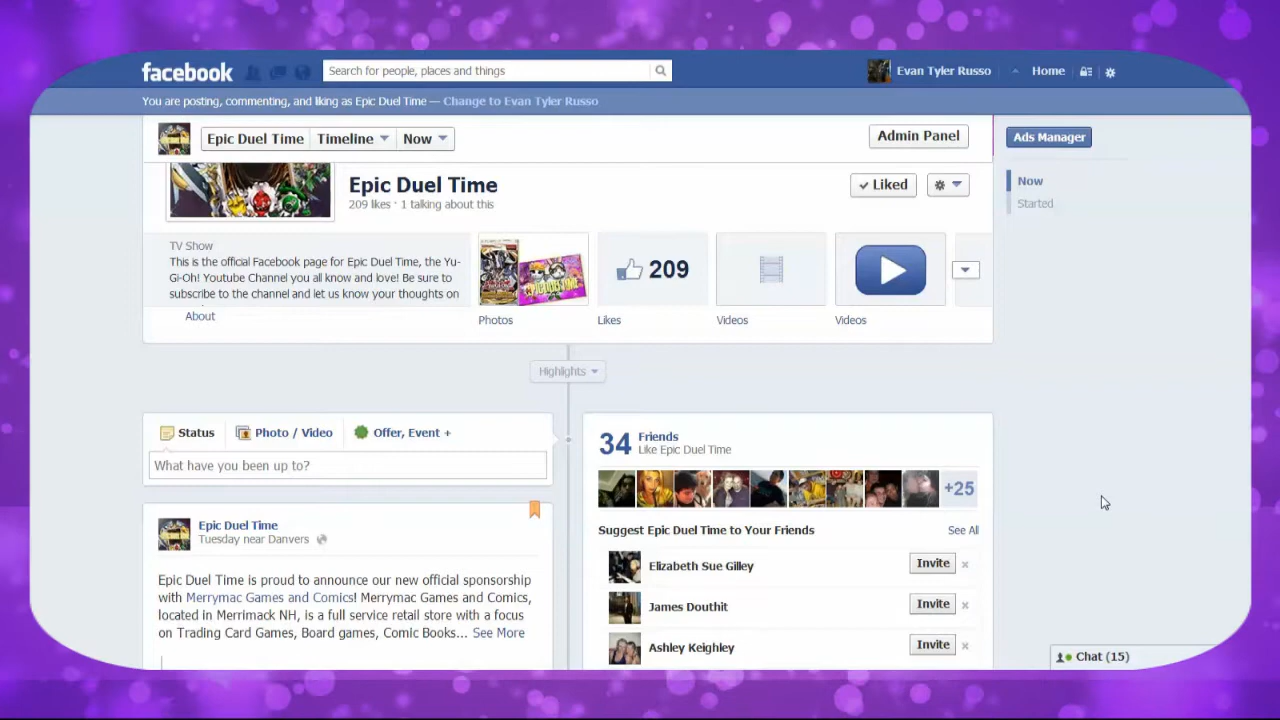 facebook
Search for people, places and things
Evan Tyler Russo
Home
You are posting, commenting, and liking as Epic Duel Time — Change to Evan Tyler Russo
Epic Duel Time
Timeline
Now
Admin Panel
Ads Manager
Now
Started
Epic Duel Time
209 likes · 1 talking about this
Liked
TV Show
This is the official Facebook page for Epic Duel Time, the Yu-
Gi-Oh! Youtube Channel you all know and love! Be sure to
subscribe to the channel and let us know your thoughts on
About
EPIC DUEL TIME
209
Photos
Likes
Videos
Videos
Highlights
Status
Photo / Video
Offer, Event +
What have you been up to?
34
Friends
Like Epic Duel Time
+25
Suggest Epic Duel Time to Your Friends
See All
Elizabeth Sue Gilley
Invite
James Douthit
Invite
Ashley Keighley
Invite
Epic Duel Time
Tuesday near Danvers
Epic Duel Time is proud to announce our new official sponsorship
with Merrymac Games and Comics! Merrymac Games and Comics,
located in Merrimack NH, is a full service retail store with a focus
on Trading Card Games, Board games, Comic Books... See More
Chat (15)